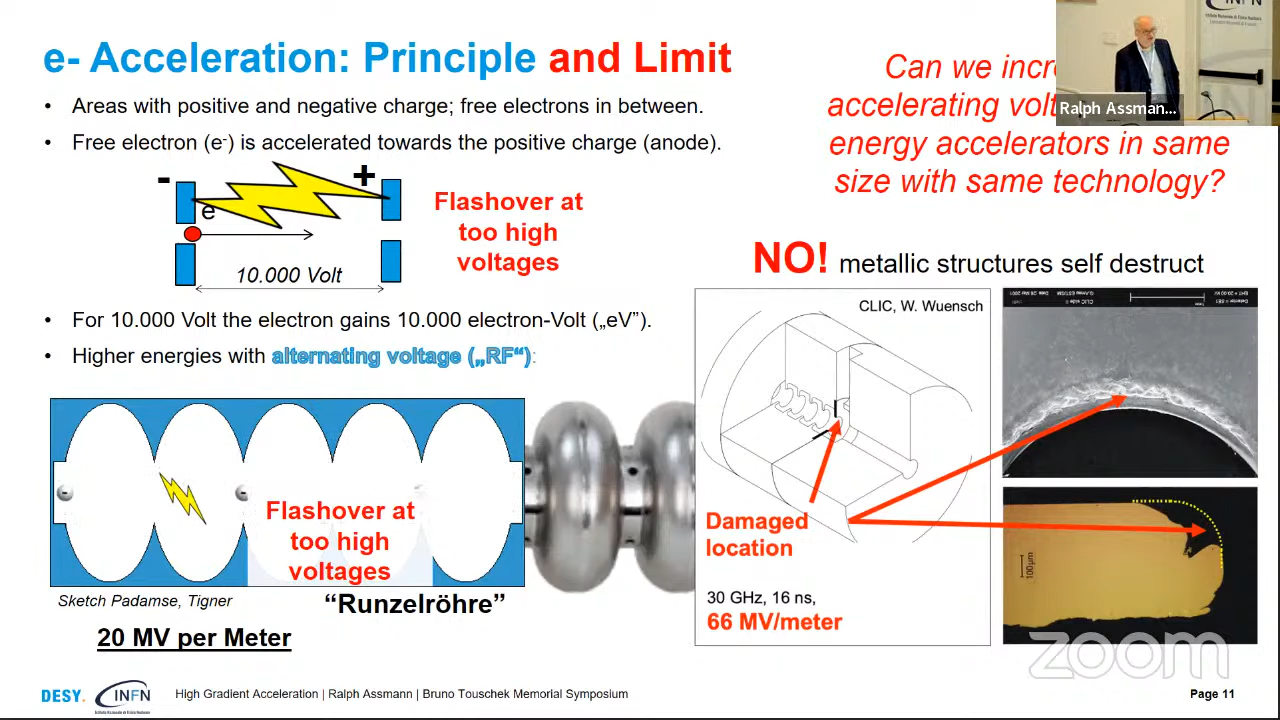 e- Acceleration: Principle and Limit
• Areas with positive and negative charge; free electrons in between.
• Free electron (e-) is accelerated towards the positive charge (anode).
- +
e
10.000 Volt
Flashover at
too high
voltages
• For 10.000 Volt the electron gains 10.000 electron-Volt („eV”).
• Higher energies with alternating voltage („RF“):
Flashover at
too high
voltages
Sketch Padamse, Tigner
“Runzelröhre”
20 MV per Meter
Can we
accelerating
energy accelerators in same
size with same technology?
INFN
Ralph Assman...
NO! metallic structures self destruct
CLIC, W. Wuensch
Damaged
location
30 GHz, 16 ns,
66 MV/meter
100µm
zoom
DESY. INFN
High Gradient Acceleration | Ralph Assmann | Bruno Touschek Memorial Symposium
Page 11